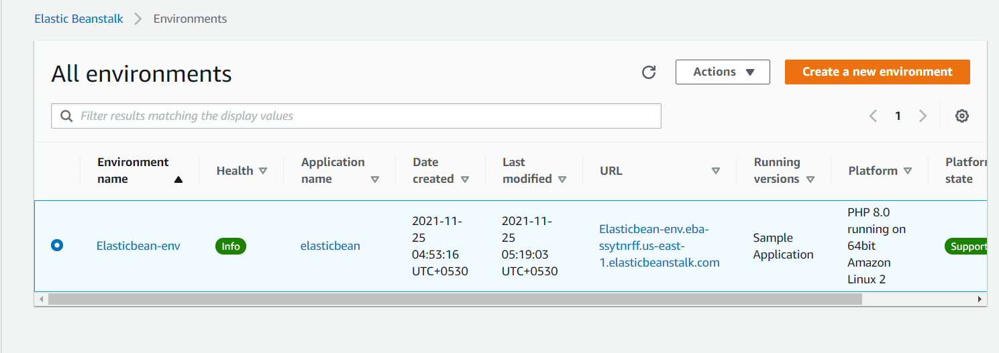 Elastic Beanstalk > Environments
All environments
Actions
Create a new environment
Filter results matching the display values
1
Environment name
Health
Application name
Date created
Last modified
URL
Running versions
Platform
Platform state
Elasticbean-env
Info
elasticbean
2021-11-
25
04:53:16
UTC+0530
2021-11-
25
05:19:03
UTC+0530
Elasticbean-env.eba-
ssytnrff.us-east-
1.elasticbeanstalk.com
Sample
Application
PHP 8.0
running on
64bit
Amazon
Linux 2
Support